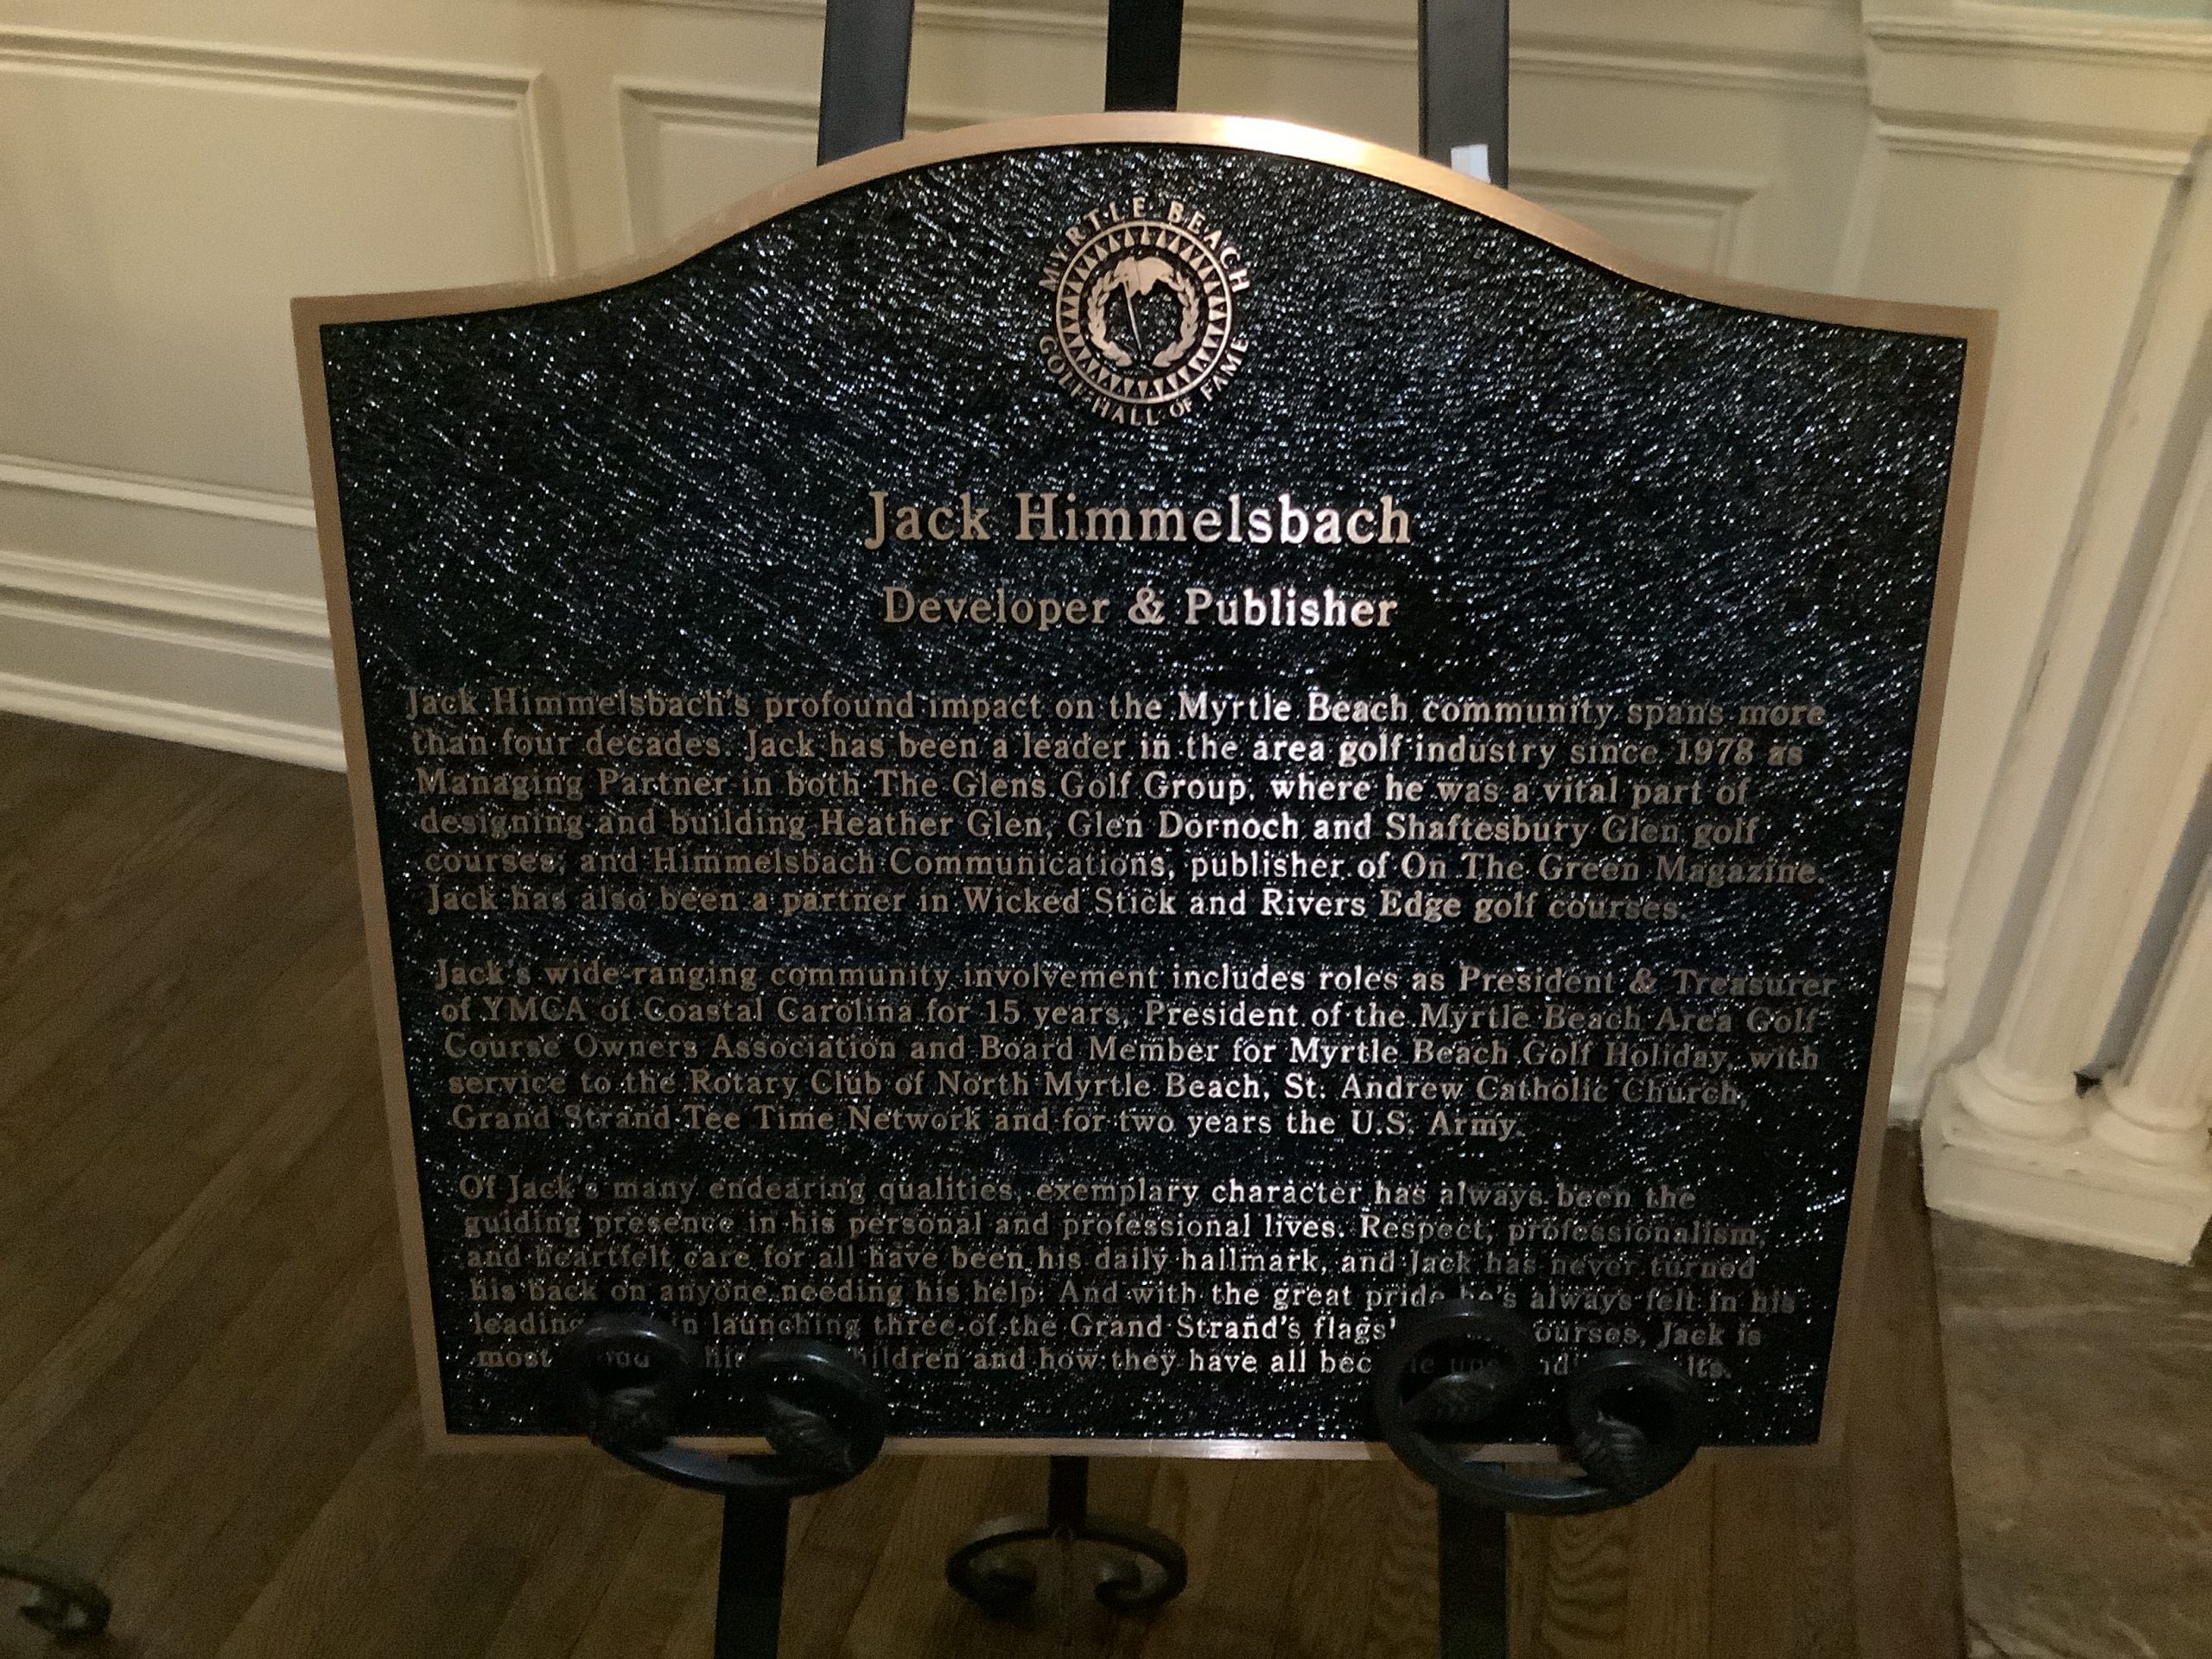 MYRTLE BEACH
GOLF HALL OF FAME
Jack Himmelsbach
Developer & Publisher
Jack Himmelsbach's profound impact on the Myrtle Beach community spans more
than four decades. Jack has been a leader in the area golf industry since 1978 as
Managing Partner in both The Glens Golf Group, where he was a vital part of
designing and building Heather Glen, Glen Dornoch and Shaftesbury Glen golf
courses; and Himmelsbach Communications, publisher of On The Green Magazine.
Jack has also been a partner in Wicked Stick and Rivers Edge golf courses.
Jack's wide-ranging community involvement includes roles as President & Treasurer
of YMCA of Coastal Carolina for 15 years, President of the Myrtle Beach Area Golf
Course Owners Association and Board Member for Myrtle Beach Golf Holiday, with
service to the Rotary Club of North Myrtle Beach, St. Andrew Catholic Church,
Grand Strand Tee Time Network and for two years the U.S. Army.
Of Jack's many endearing qualities, exemplary character has always been the
guiding presence in his personal and professional lives. Respect, professionalism,
and heartfelt care for all have been his daily hallmark, and Jack has never turned
his back on anyone needing his help. And with the great pride he's always felt in his
leading in launching three of the Grand Strand's courses, Jack is
most and how they have all